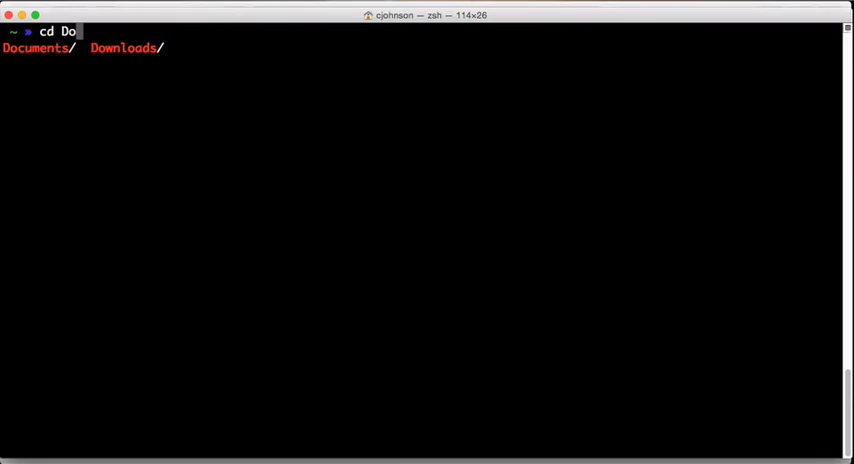 cjohnson — zsh — 114×26
~ » cd Do
Documents/ Downloads/